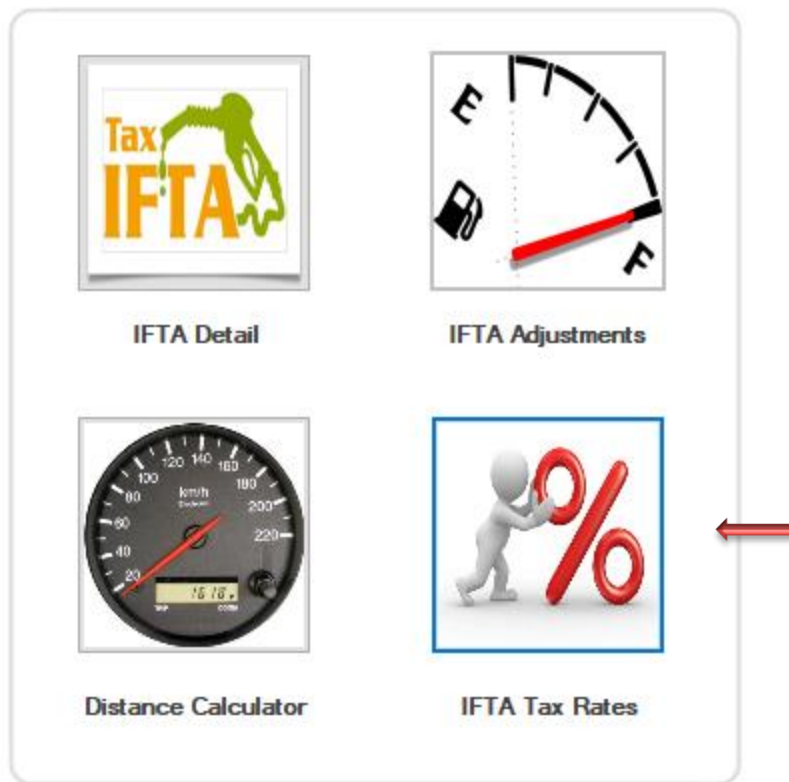 Tax
IFTA
E
F
IFTA Detail
IFTA Adjustments
20
40
60
80
100
120
140
160
180
200
220
km/h
1616
Distance Calculator
%
IFTA Tax Rates